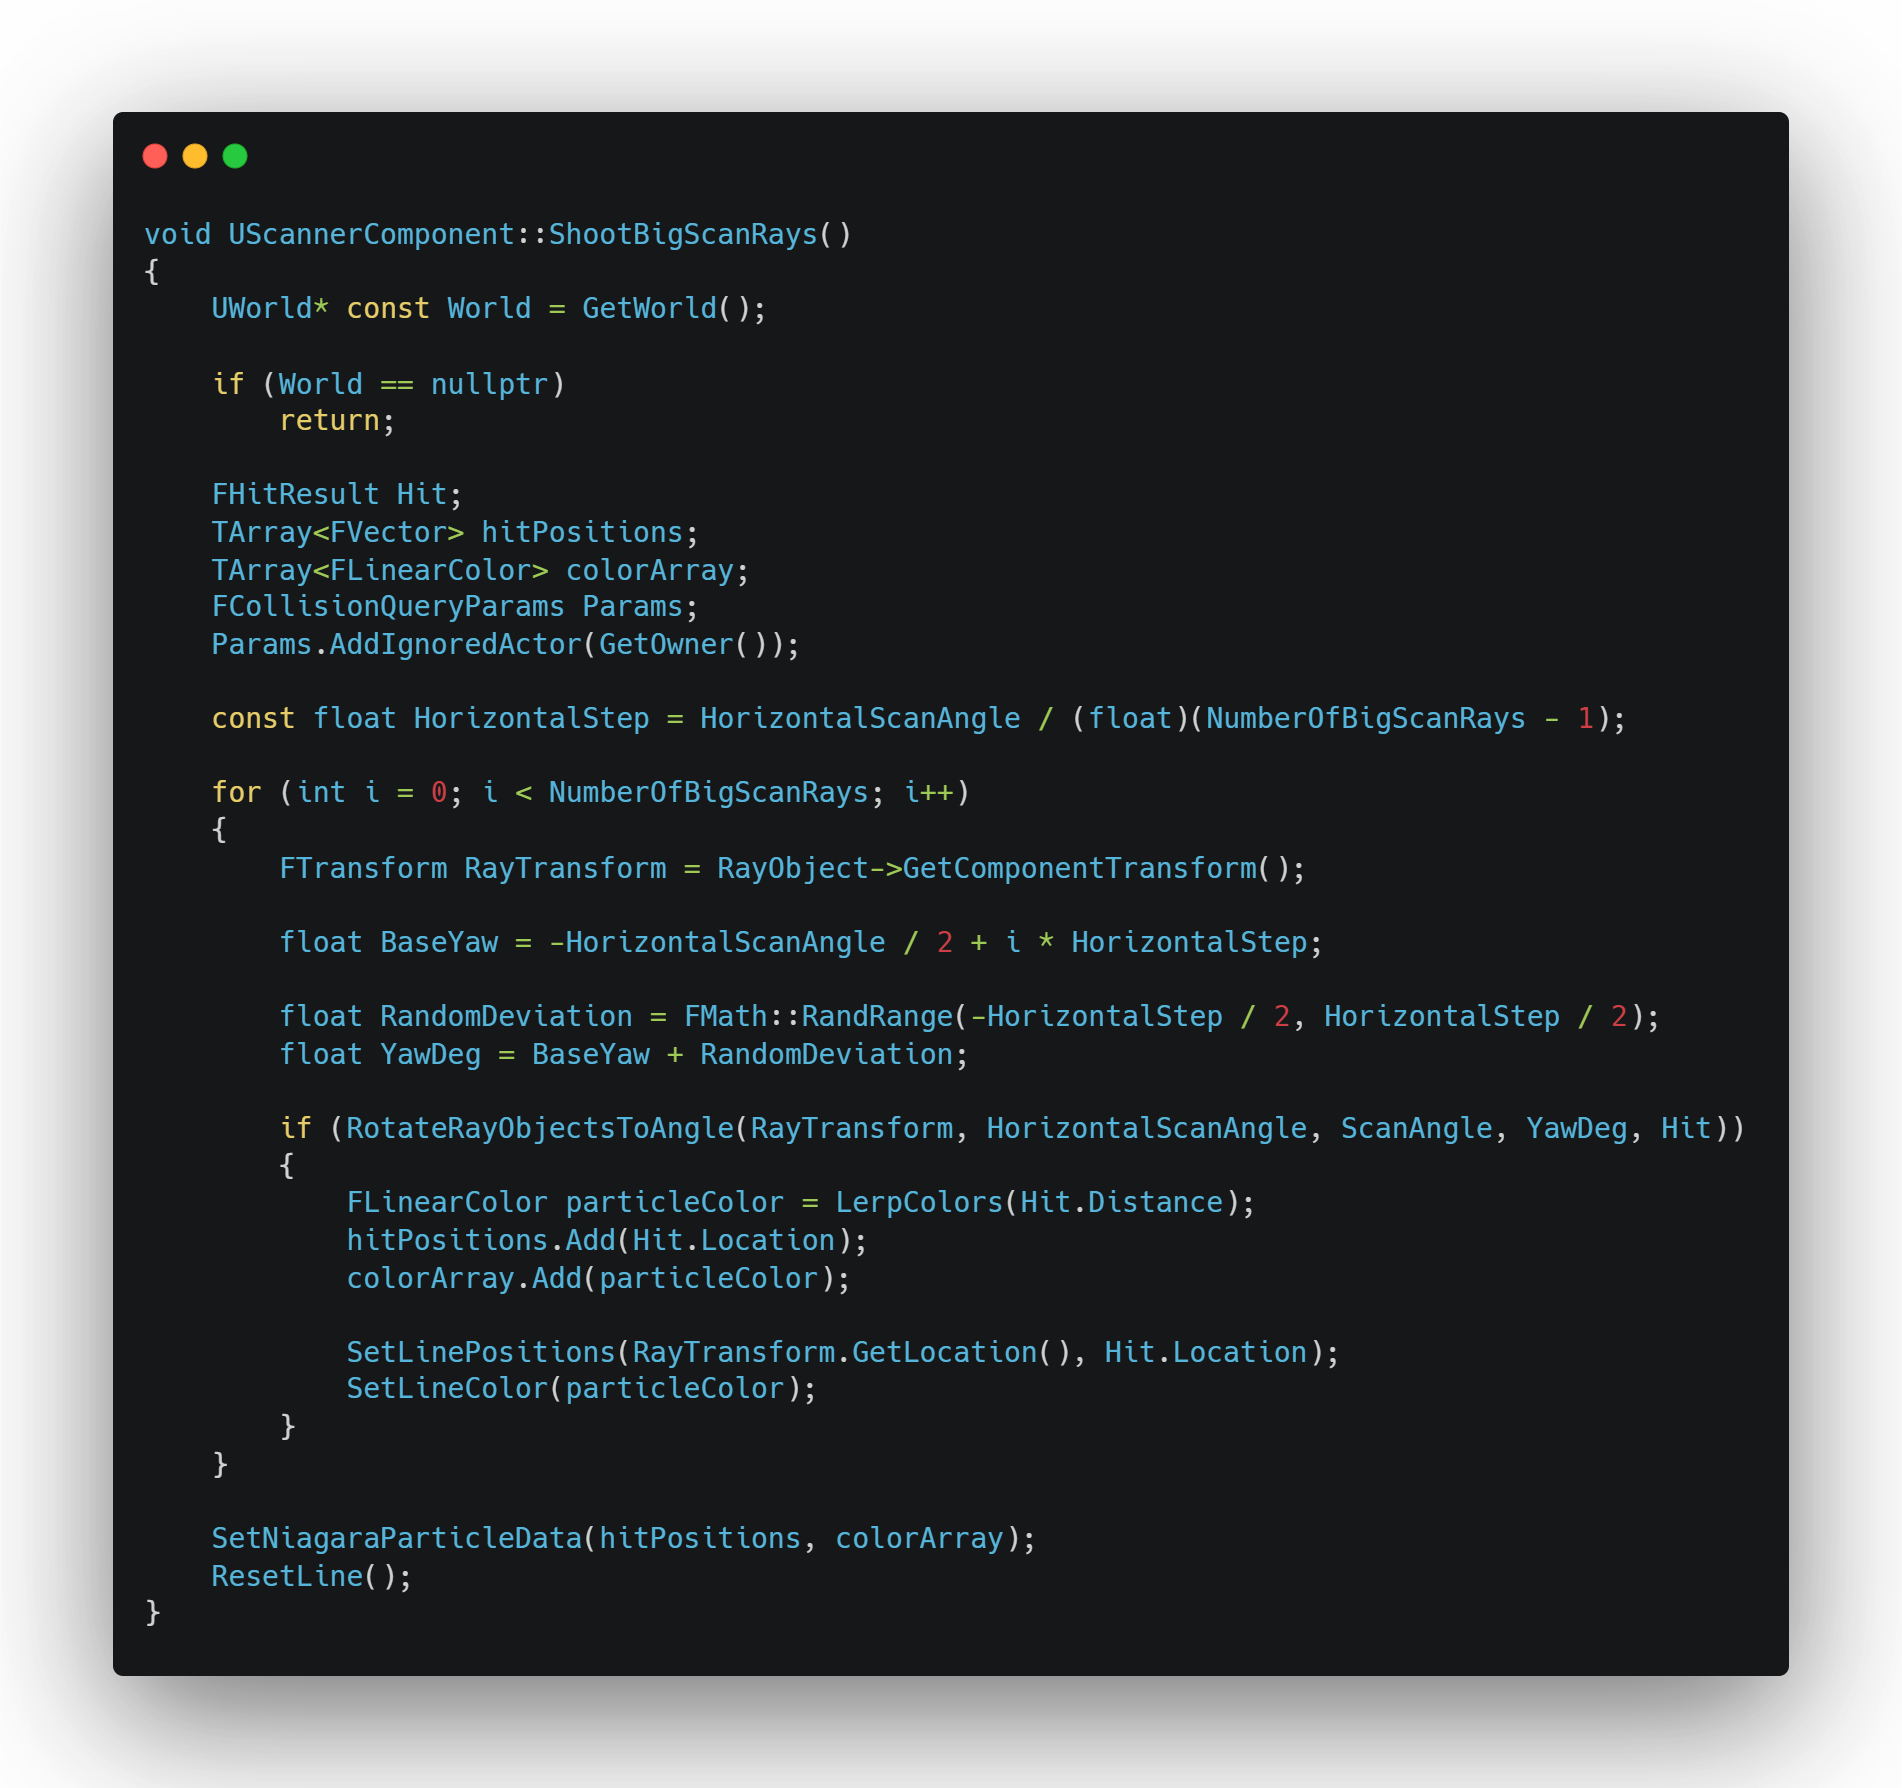 void UScannerComponent::ShootBigScanRays()
{
    UWorld* const World = GetWorld();

    if (World == nullptr)
        return;

    FHitResult Hit;
    TArray<FVector> hitPositions;
    TArray<FLinearColor> colorArray;
    FCollisionQueryParams Params;
    Params.AddIgnoredActor(GetOwner());

    const float HorizontalStep = HorizontalScanAngle / (float)(NumberOfBigScanRays - 1);

    for (int i = 0; i < NumberOfBigScanRays; i++)
    {
        FTransform RayTransform = RayObject->GetComponentTransform();

        float BaseYaw = -HorizontalScanAngle / 2 + i * HorizontalStep;

        float RandomDeviation = FMath::RandRange(-HorizontalStep / 2, HorizontalStep / 2);
        float YawDeg = BaseYaw + RandomDeviation;

        if (RotateRayObjectsToAngle(RayTransform, HorizontalScanAngle, ScanAngle, YawDeg, Hit))
        {
            FLinearColor particleColor = LerpColors(Hit.Distance);
            hitPositions.Add(Hit.Location);
            colorArray.Add(particleColor);

            SetLinePositions(RayTransform.GetLocation(), Hit.Location);
            SetLineColor(particleColor);
        }
    }

    SetNiagaraParticleData(hitPositions, colorArray);
    ResetLine();
}